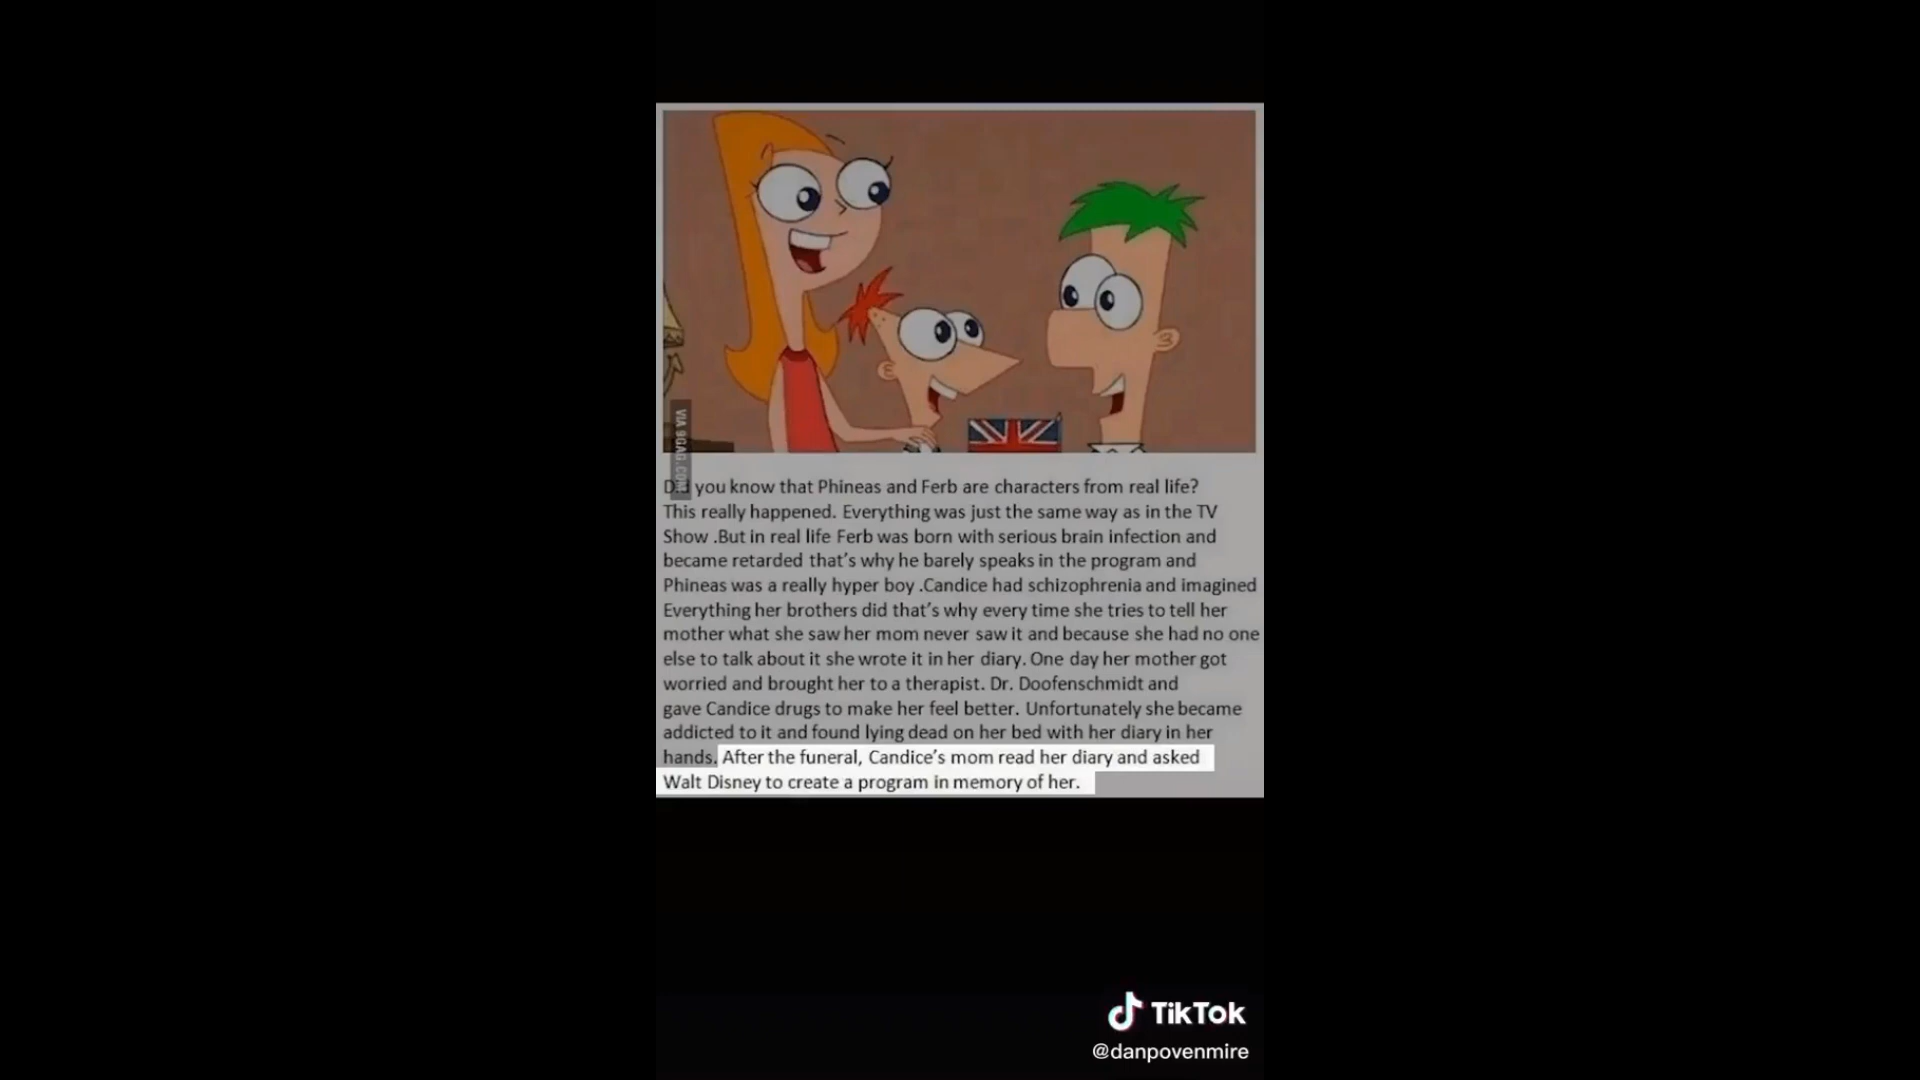 VIA 9GAG.COM
Did you know that Phineas and Ferb are characters from real life?
This really happened. Everything was just the same way as in the TV
Show .But in real life Ferb was born with serious brain infection and
became retarded that's why he barely speaks in the program and
Phineas was a really hyper boy .Candice had schizophrenia and imagined
Everything her brothers did that's why every time she tries to tell her
mother what she saw her mom never saw it and because she had no one
else to talk about it she wrote it in her diary. One day her mother got
worried and brought her to a therapist. Dr. Doofenschmidt and
gave Candice drugs to make her feel better. Unfortunately she became
addicted to it and found lying dead on her bed with her diary in her
hands. After the funeral, Candice's mom read her diary and asked
Walt Disney to create a program in memory of her.
TikTok
@danpovenmire